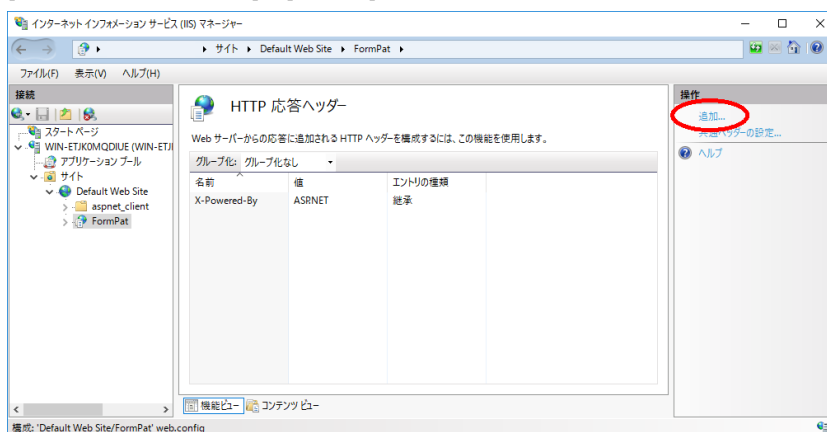 インターネット インフォメーション サービス (IIS) マネージャー
サイト Default Web Site FormPat
ファイル(F) 表示(V) ヘルプ(H)
接続
スタート ページ
WIN-ETJK0MQDIUE (WIN-ETJ
アプリケーション プール
サイト
Default Web Site
aspnet_client
FormPat
HTTP 応答ヘッダー
Web サーバーからの応答に追加される HTTP ヘッダーを構成するには、この機能を使用します。
グループ化: グループ化なし
名前 値 エントリの種類
X-Powered-By ASRNET 継承
機能ビュー コンテンツ ビュー
操作
追加...
共通ヘッダーの設定...
ヘルプ
構成: 'Default Web Site/FormPat' web.config